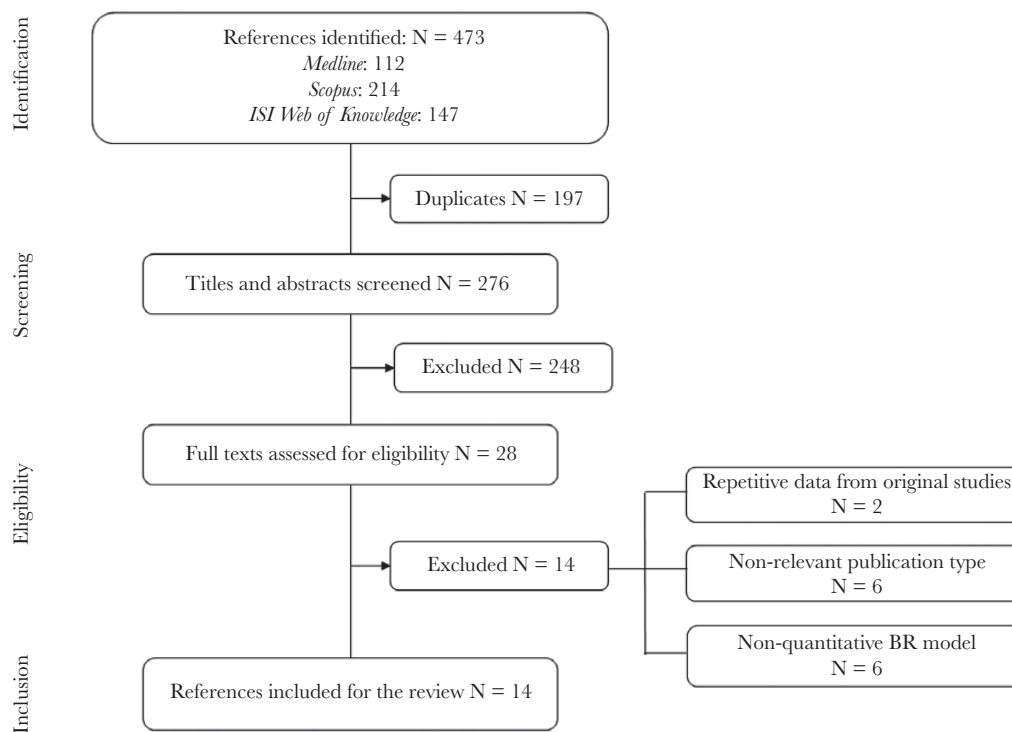 Identification
References identified: N = 473
Medline: 112
Scopus: 214
ISI Web of Knowledge: 147
Duplicates N = 197
Screening
Titles and abstracts screened N = 276
Excluded N = 248
Eligibility
Full texts assessed for eligibility N = 28
Excluded N = 14
Repetitive data from original studies
N = 2
Non-relevant publication type
N = 6
Non-quantitative BR model
N = 6
Inclusion
References included for the review N = 14